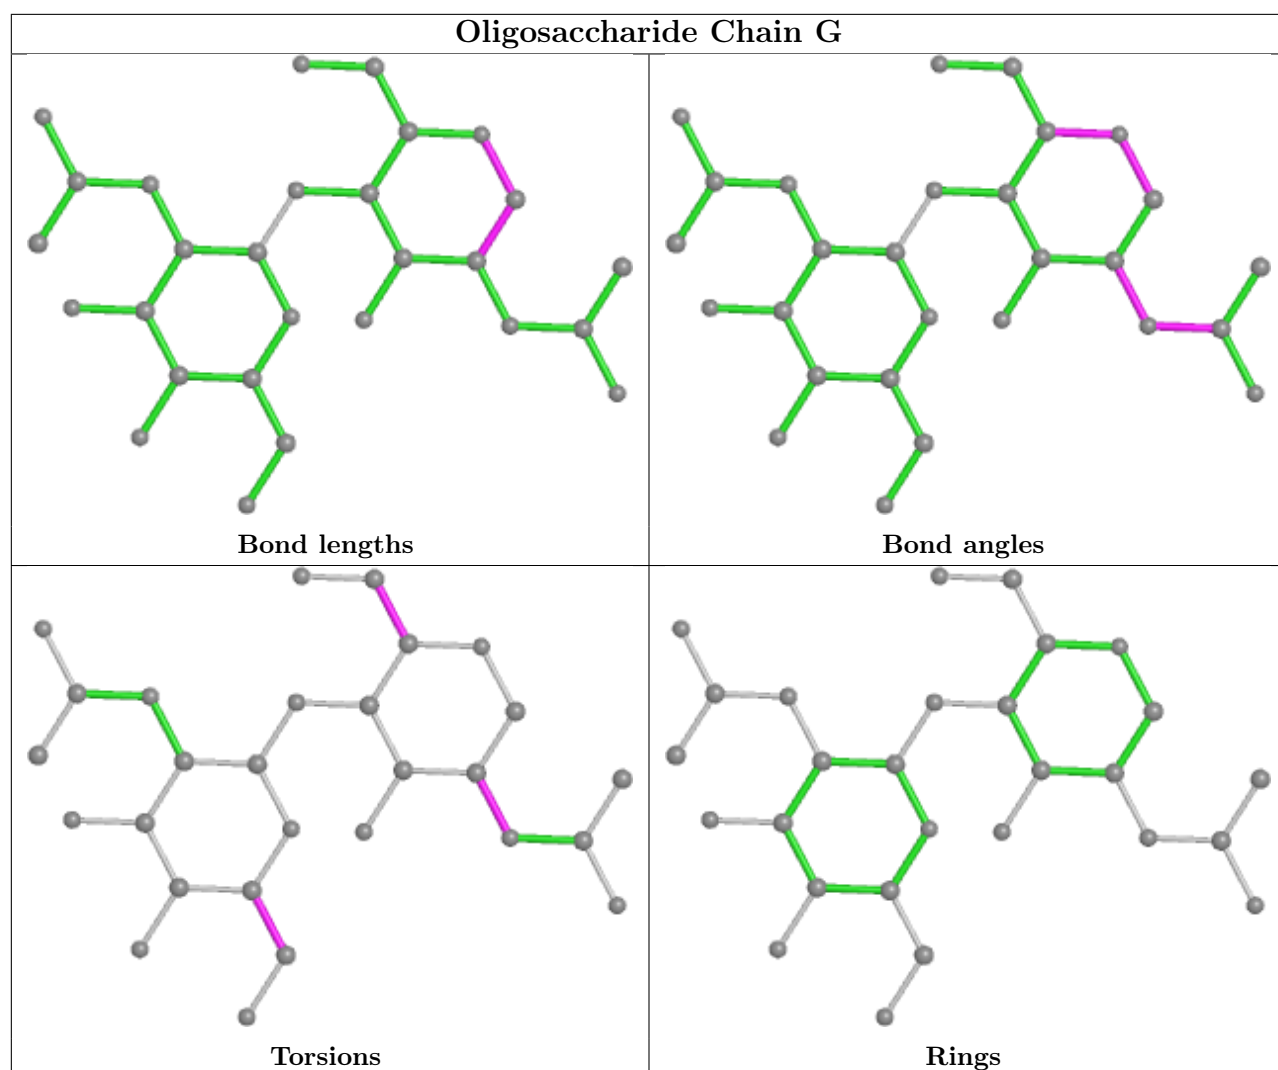 Oligosaccharide Chain G
Bond lengths
Bond angles
Torsions
Rings